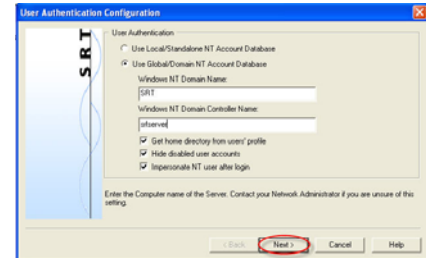 User Authentication Configuration
SRT
User Authentication
Use Local/Standalone NT Account Database
Use Global/Domain NT Account Database
Windows NT Domain Name:
SRT
Windows NT Domain Controller Name:
srtserver
Get home directory from users' profile
Hide disabled user accounts
Impersonate NT user after login
Enter the Computer name of the Server. Contact your Network Administrator if you are unsure of this
setting.
< Back
Next >
Cancel
Help